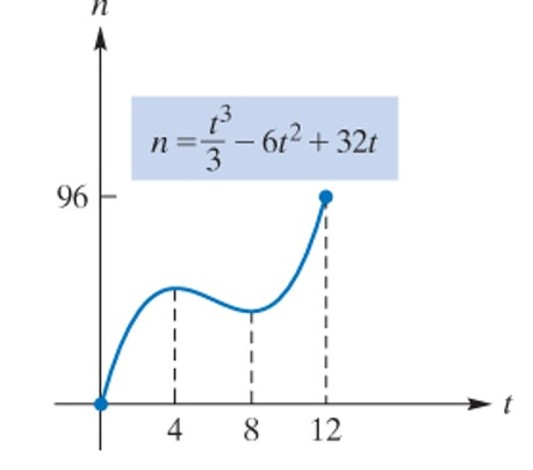 n
n = t³/3 − 6t² + 32t
96
t
4 8 12